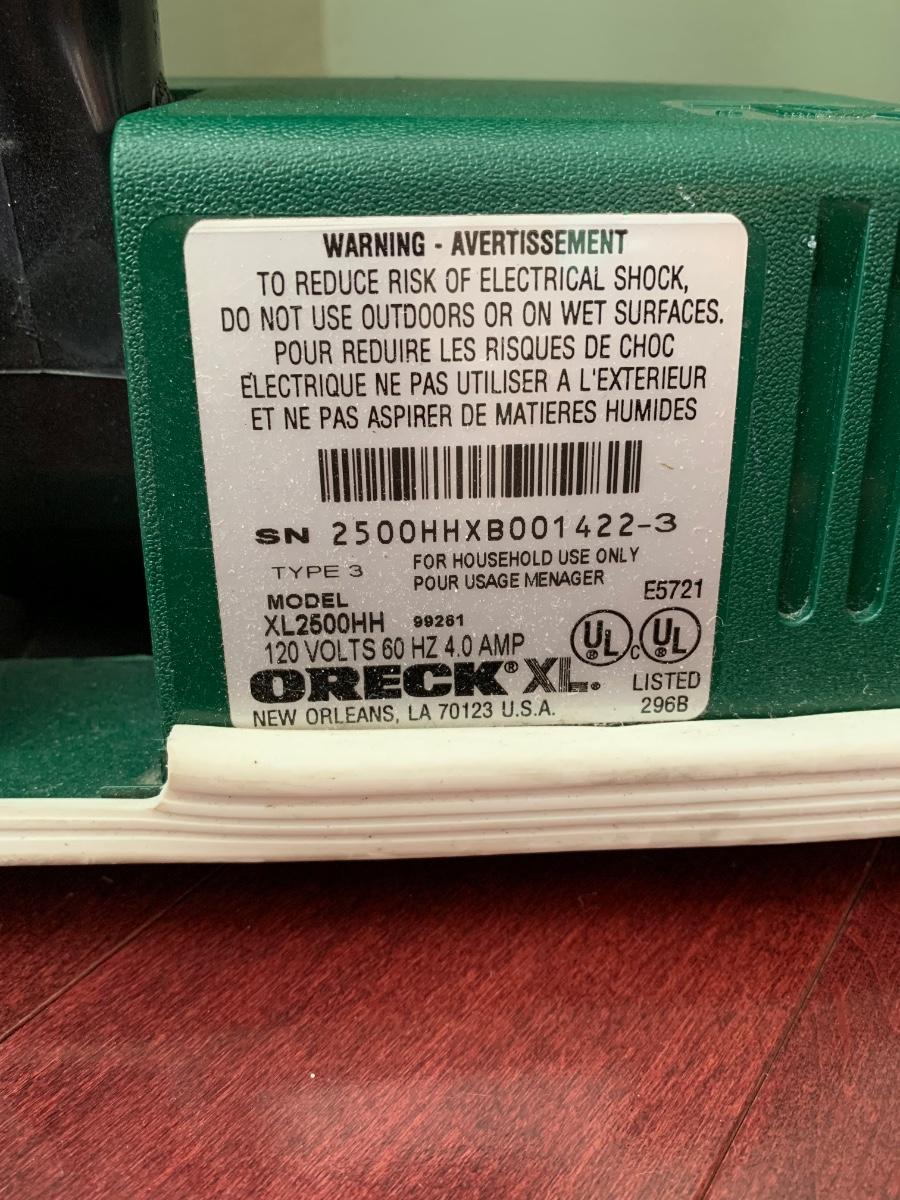 WARNING - AVERTISSEMENT
TO REDUCE RISK OF ELECTRICAL SHOCK,
DO NOT USE OUTDOORS OR ON WET SURFACES.
POUR REDUIRE LES RISQUES DE CHOC
ELECTRIQUE NE PAS UTILISER A L'EXTERIEUR
ET NE PAS ASPIRER DE MATIERES HUMIDES
SN 2500HHXB001422-3
TYPE 3
FOR HOUSEHOLD USE ONLY
POUR USAGE MENAGER
E5721
MODEL
XL2500HH 99261
120 VOLTS 60 HZ 4.0 AMP
UL® c UL®
ORECK® XL.
LISTED
NEW ORLEANS, LA 70123 U.S.A.
296B